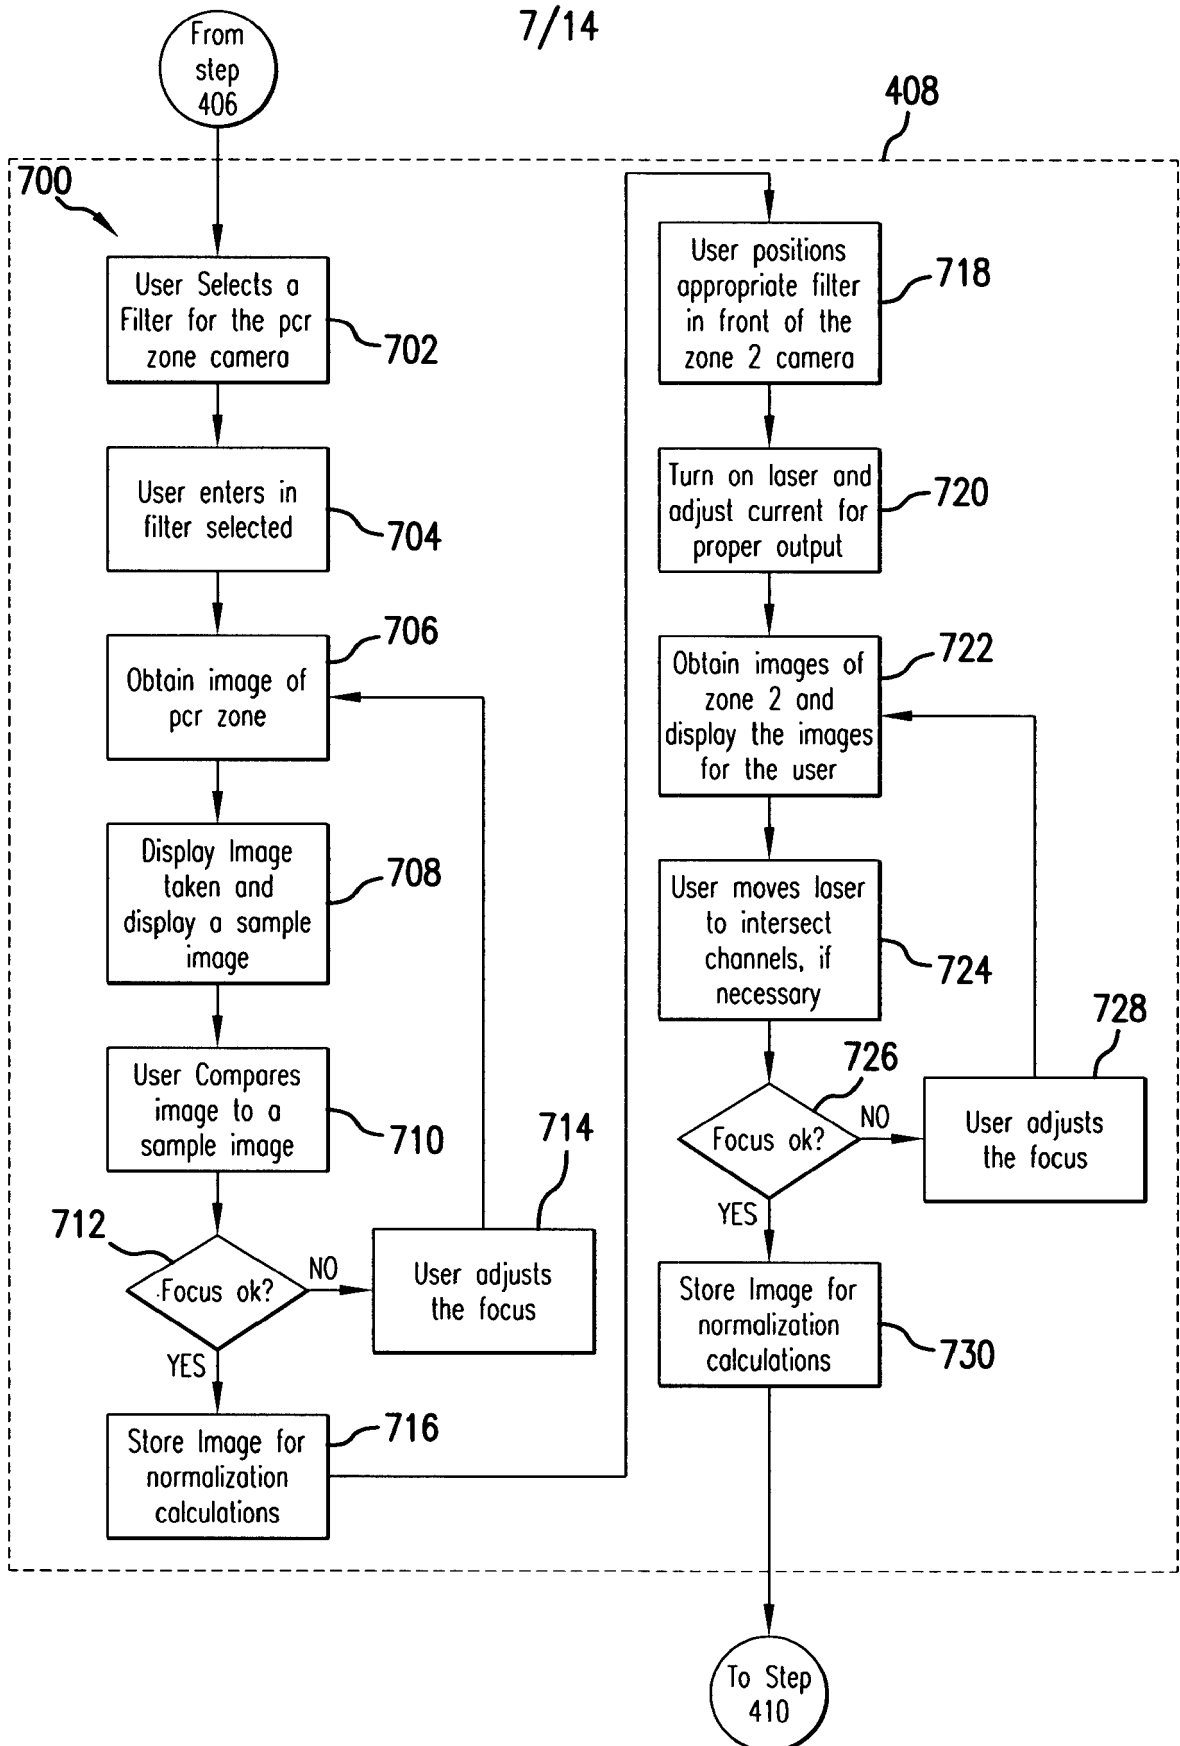 7/14
From
step
406
408
700
User Selects a
Filter for the pcr
zone camera
702
User enters in
filter selected
704
706
Obtain image of
pcr zone
Display Image
taken and
display a sample
image
708
User Compares
image to a
sample image
710
712
Focus ok?
NO
YES
714
User adjusts
the focus
Store Image for
normalization
calculations
716
User positions
appropriate filter
in front of the
zone 2 camera
718
Turn on laser and
adjust current for
proper output
720
Obtain images of
zone 2 and
display the images
for the user
722
User moves laser
to intersect
channels, if
necessary
724
726
Focus ok?
NO
YES
728
User adjusts
the focus
Store Image for
normalization
calculations
730
To Step
410